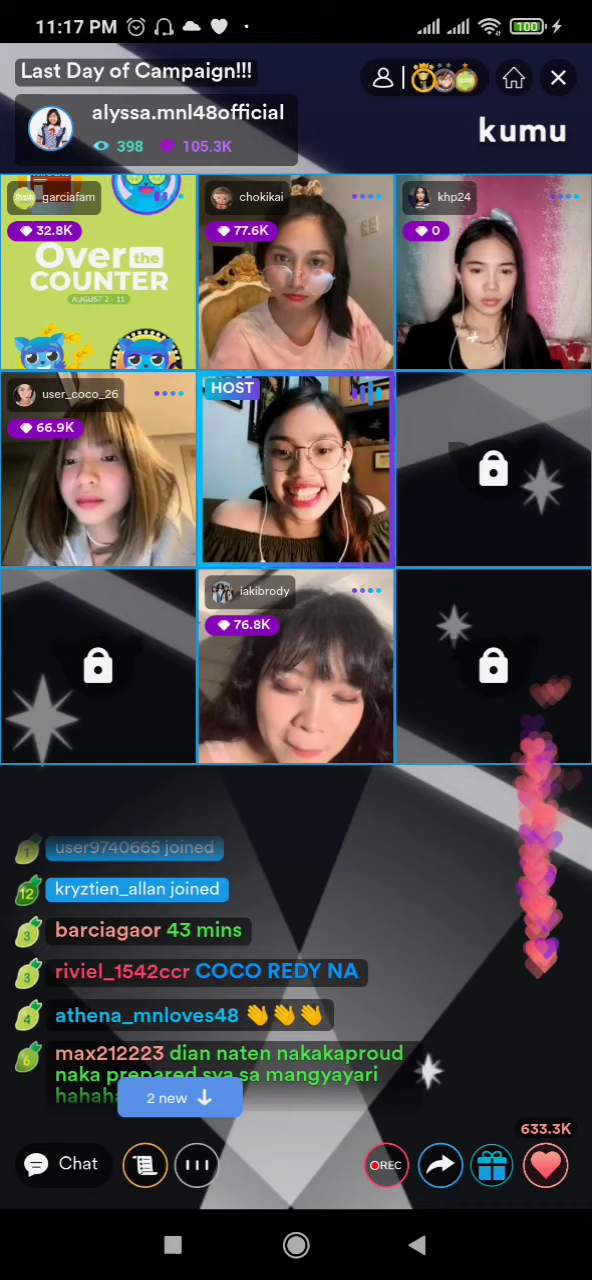 11:17 PM
100
Last Day of Campaign!!!
alyssa.mnl48official
398 105.3K
kumu
garciafam
32.8K
Over the
COUNTER
AUGUST 2 - 11
chokikai
77.6K
khp24
0
user_coco_26
66.9K
HOST
iakibrody
76.8K
1 user9740665 joined
12 kryztien_allan joined
3 barciagaor 43 mins
3 riviel_1542ccr COCO REDY NA
4 athena_mnloves48 👋👋👋
6 max212223 dian naten nakakaproud
naka prepared sya sa mangyayari
2 new
633.3K
Chat
REC